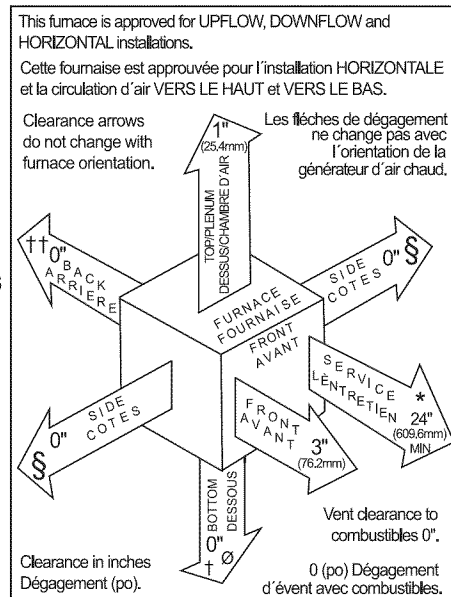 This furnace is approved for UPFLOW, DOWNFLOW and
HORIZONTAL installations.
Cette fournaise est approuvée pour l'installation HORIZONTALE
et la circulation d'air VERS LE HAUT et VERS LE BAS.
Clearance arrows
do not change with
furnace orientation.
1"
(25,4mm)
TOP/PLENUM
DESSUS/CHAMBRE D'AIR
Les fléches de dégagement
ne change pas avec
l'orientation de la
générateur d'air chaud.
††0"
BACK
ARRIERE
SIDE
COTES
0" §
FURNACE
FOURNAISE
FRONT
AVANT
SERVICE
LÈNTRETIEN
*
24"
(609,6mm)
MIN
0"
SIDE
COTES
§
FRONT
AVANT
3"
(76.2mm)
BOTTOM
DESSOUS
0"
† Ø
Vent clearance to
combustibles 0".
Clearance in inches
Dégagement (po).
0 (po) Dégagement
d'évent avec combustibles.